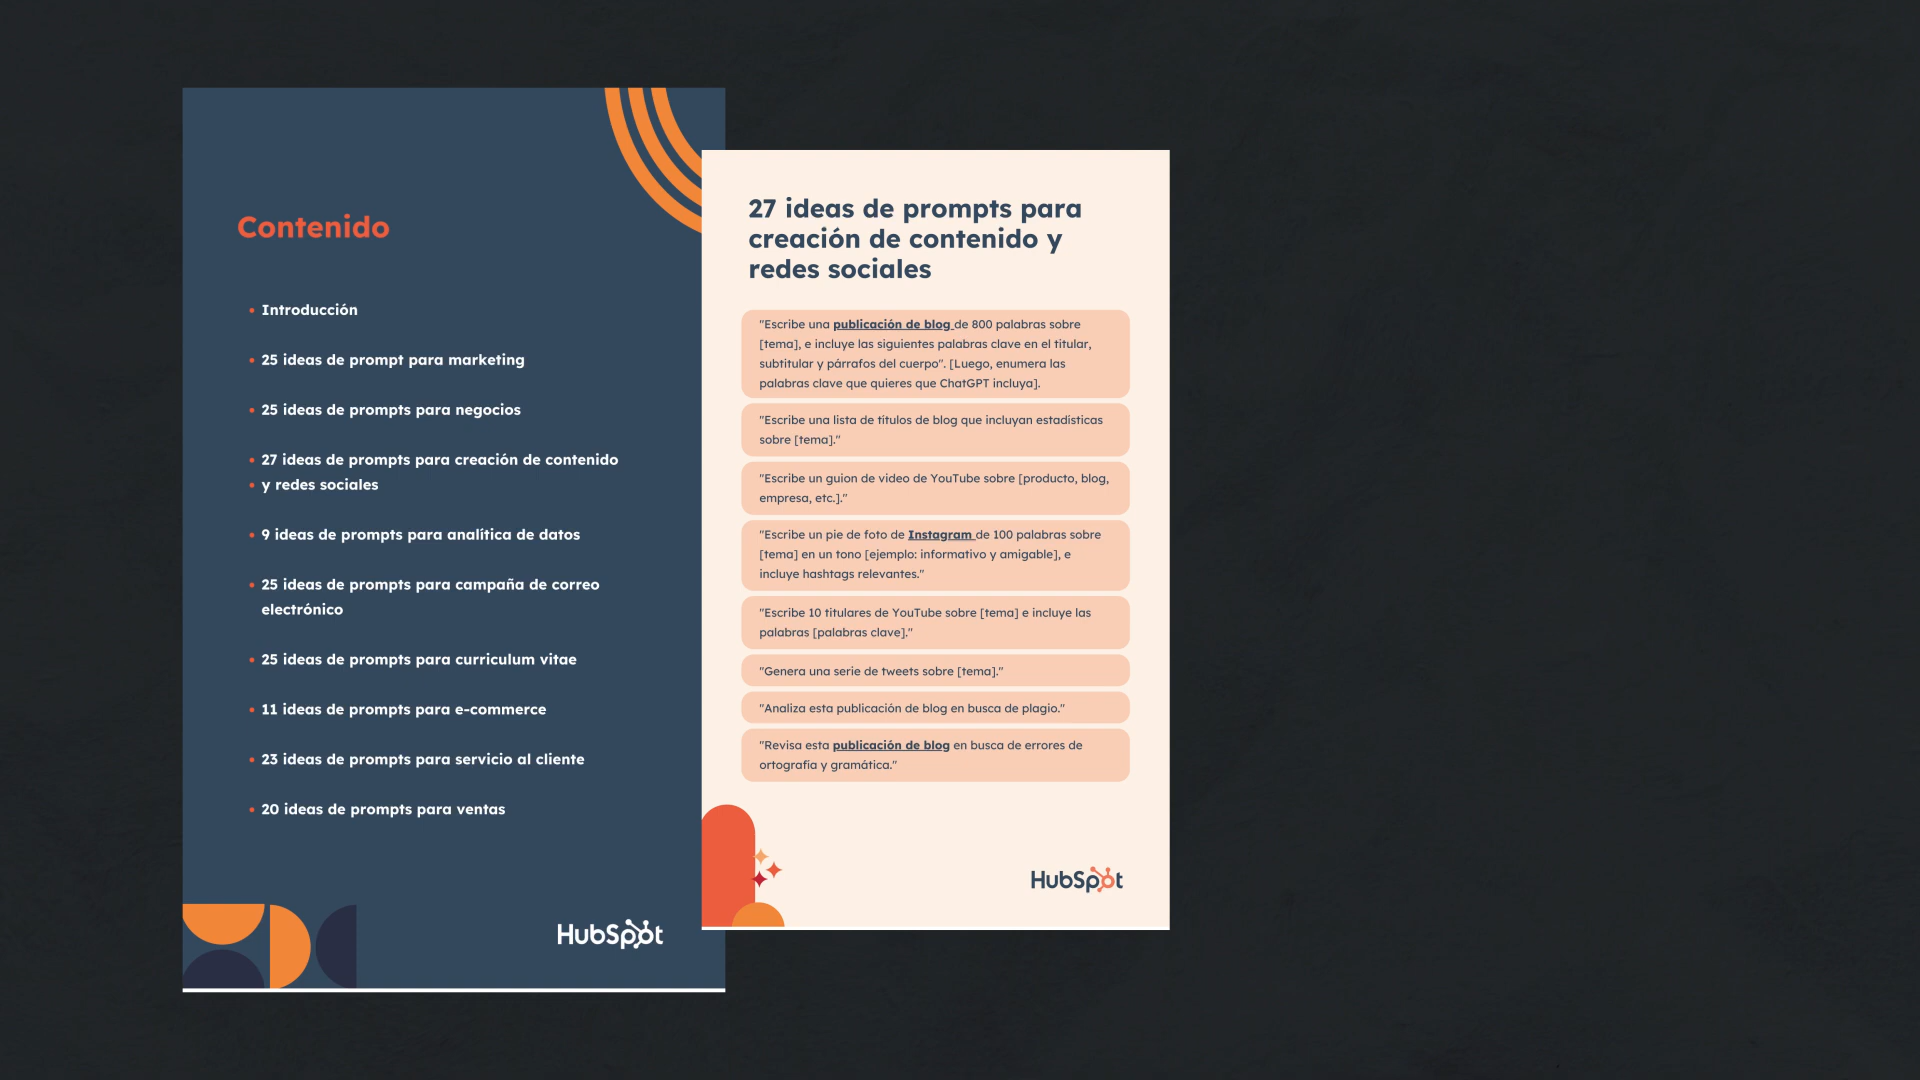 Contenido
• Introducción
• 25 ideas de prompt para marketing
• 25 ideas de prompts para negocios
• 27 ideas de prompts para creación de contenido
• y redes sociales
• 9 ideas de prompts para analítica de datos
• 25 ideas de prompts para campaña de correo
electrónico
• 25 ideas de prompts para curriculum vitae
• 11 ideas de prompts para e-commerce
• 23 ideas de prompts para servicio al cliente
• 20 ideas de prompts para ventas
HubSpot
27 ideas de prompts para
creación de contenido y
redes sociales
"Escribe una publicación de blog de 800 palabras sobre
[tema], e incluye las siguientes palabras clave en el titular,
subtitular y párrafos del cuerpo". [Luego, enumera las
palabras clave que quieres que ChatGPT incluya].
"Escribe una lista de títulos de blog que incluyan estadísticas
sobre [tema]."
"Escribe un guion de video de YouTube sobre [producto, blog,
empresa, etc.]."
"Escribe un pie de foto de Instagram de 100 palabras sobre
[tema] en un tono [ejemplo: informativo y amigable], e
incluye hashtags relevantes."
"Escribe 10 titulares de YouTube sobre [tema] e incluye las
palabras [palabras clave]."
"Genera una serie de tweets sobre [tema]."
"Analiza esta publicación de blog en busca de plagio."
"Revisa esta publicación de blog en busca de errores de
ortografía y gramática."
HubSpot